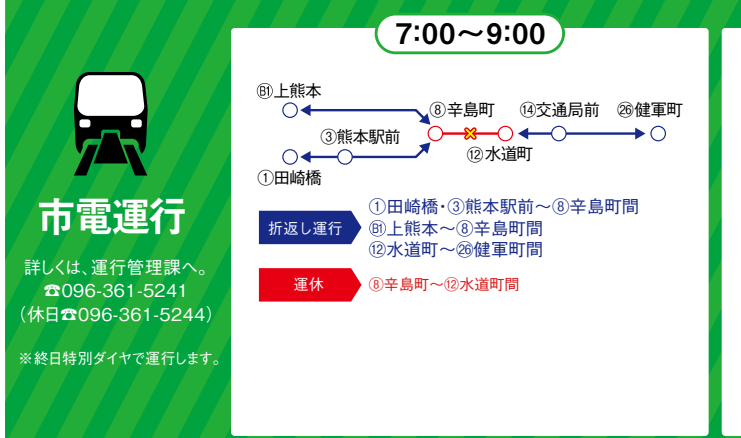 7:00〜9:00
B1上熊本
⑧辛島町
⑭交通局前
㉖健軍町
③熊本駅前
⑫水道町
①田崎橋
市電運行
詳しくは、運行管理課へ。
☎096-361-5241
（休日☎096-361-5244）
※終日特別ダイヤで運行します。
折返し運行
①田崎橋・③熊本駅前〜⑧辛島町間
B1上熊本〜⑧辛島町間
⑫水道町〜㉖健軍町間
運休
⑧辛島町〜⑫水道町間